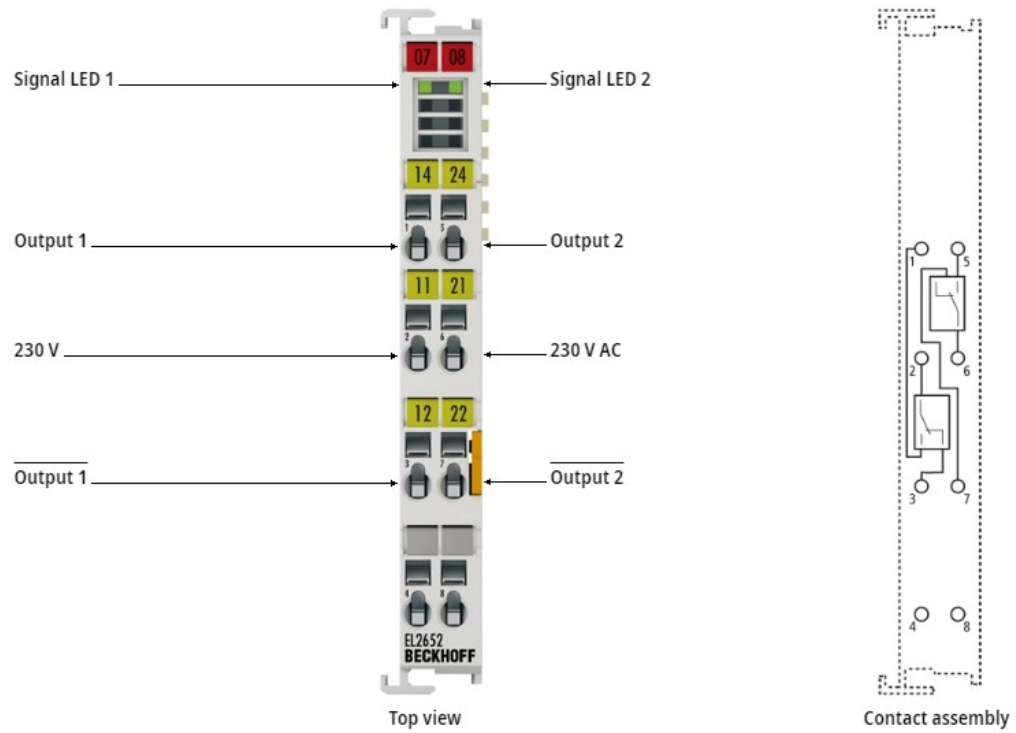 07 08
Signal LED 1
Signal LED 2
14 24
1 5
Output 1
Output 2
11 21
2 6
230 V
230 V AC
12 22
3 7
Output 1
Output 2
4 8
EL2652
BECKHOFF
Top view
1 5
2 6
3 7
4 8
Contact assembly